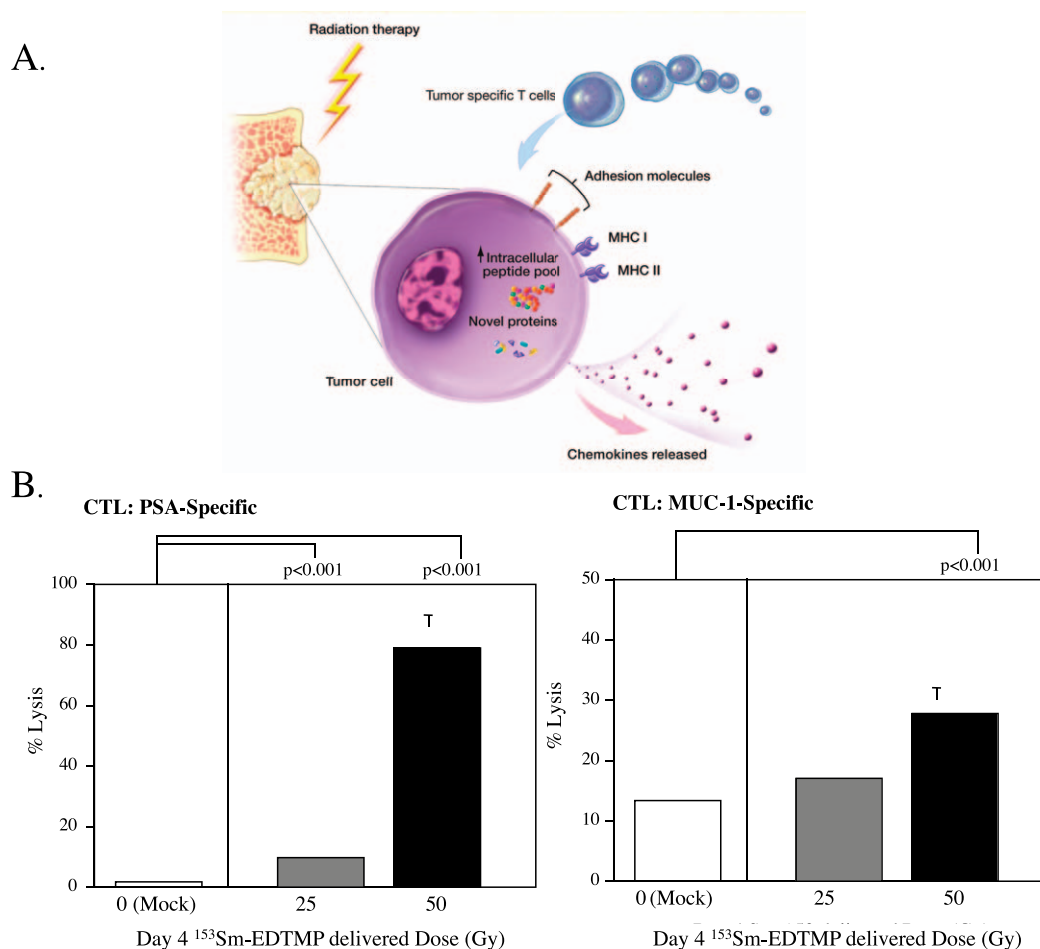 A.
Radiation therapy
Tumor specific T cells
Adhesion molecules
MHC I
MHC II
Intracellular
peptide pool
Novel proteins
Tumor cell
Chemokines released
B.
CTL: PSA-Specific
p<0.001
p<0.001
100
80
60
40
20
0
% Lysis
T
0 (Mock)
25
50
Day 4 ¹⁵³Sm-EDTMP delivered Dose (Gy)
CTL: MUC-1-Specific
p<0.001
50
40
30
20
10
0
% Lysis
T
0 (Mock)
25
50
Day 4 ¹⁵³Sm-EDTMP delivered Dose (Gy)